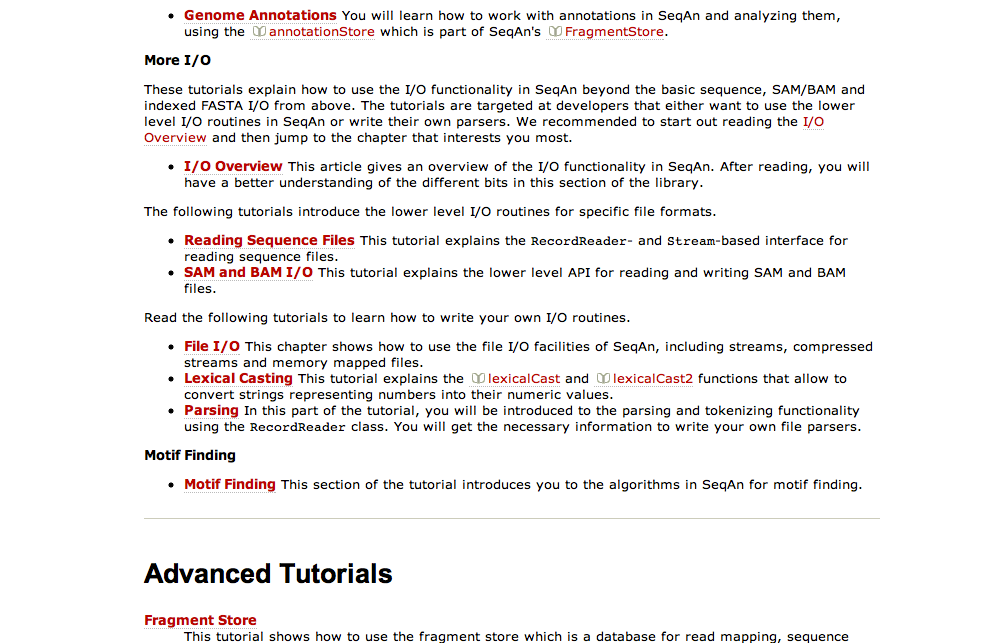 • Genome Annotations You will learn how to work with annotations in SeqAn and analyzing them,
using the annotationStore which is part of SeqAn's FragmentStore.
More I/O
These tutorials explain how to use the I/O functionality in SeqAn beyond the basic sequence, SAM/BAM and
indexed FASTA I/O from above. The tutorials are targeted at developers that either want to use the lower
level I/O routines in SeqAn or write their own parsers. We recommended to start out reading the I/O
Overview and then jump to the chapter that interests you most.
• I/O Overview This article gives an overview of the I/O functionality in SeqAn. After reading, you will
have a better understanding of the different bits in this section of the library.
The following tutorials introduce the lower level I/O routines for specific file formats.
• Reading Sequence Files This tutorial explains the RecordReader- and Stream-based interface for
reading sequence files.
• SAM and BAM I/O This tutorial explains the lower level API for reading and writing SAM and BAM
files.
Read the following tutorials to learn how to write your own I/O routines.
• File I/O This chapter shows how to use the file I/O facilities of SeqAn, including streams, compressed
streams and memory mapped files.
• Lexical Casting This tutorial explains the lexicalCast and lexicalCast2 functions that allow to
convert strings representing numbers into their numeric values.
• Parsing In this part of the tutorial, you will be introduced to the parsing and tokenizing functionality
using the RecordReader class. You will get the necessary information to write your own file parsers.
Motif Finding
• Motif Finding This section of the tutorial introduces you to the algorithms in SeqAn for motif finding.
Advanced Tutorials
Fragment Store
This tutorial shows how to use the fragment store which is a database for read mapping, sequence